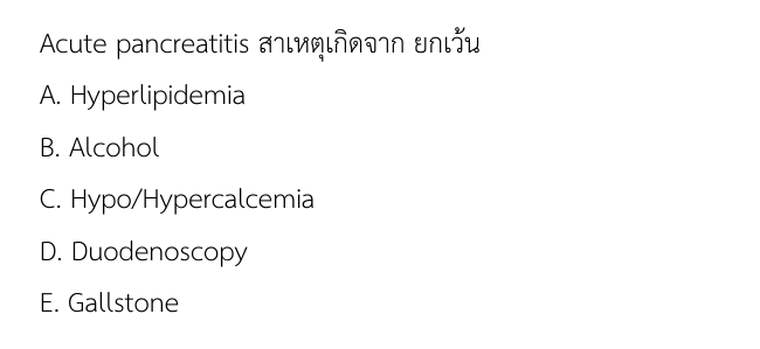 Acute pancreatitis สาเหตุเกิดจาก ยกเว้น
A. Hyperlipidemia
B. Alcohol
C. Hypo/Hypercalcemia
D. Duodenoscopy
E. Gallstone